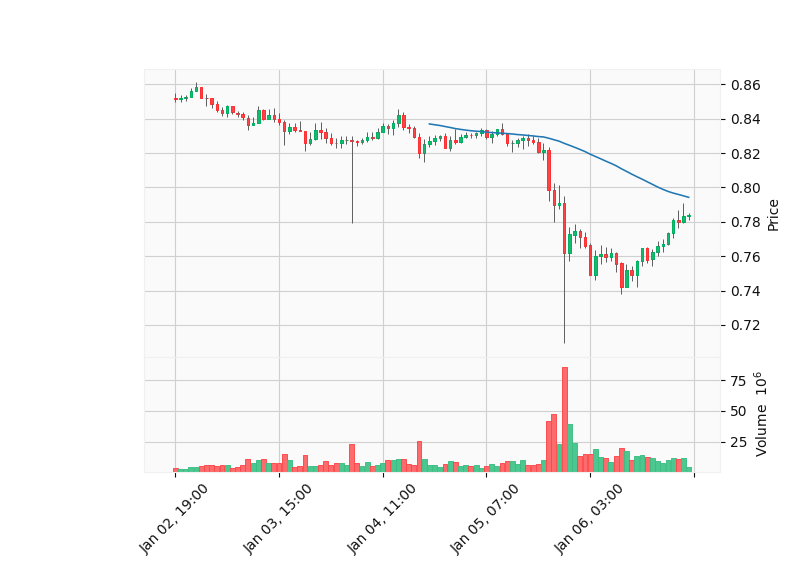 0.86
0.84
0.82
0.80
0.78
0.76
0.74
0.72
Price
75
50
25
Volume 10⁶
Jan 02, 19:00
Jan 03, 15:00
Jan 04, 11:00
Jan 05, 07:00
Jan 06, 03:00